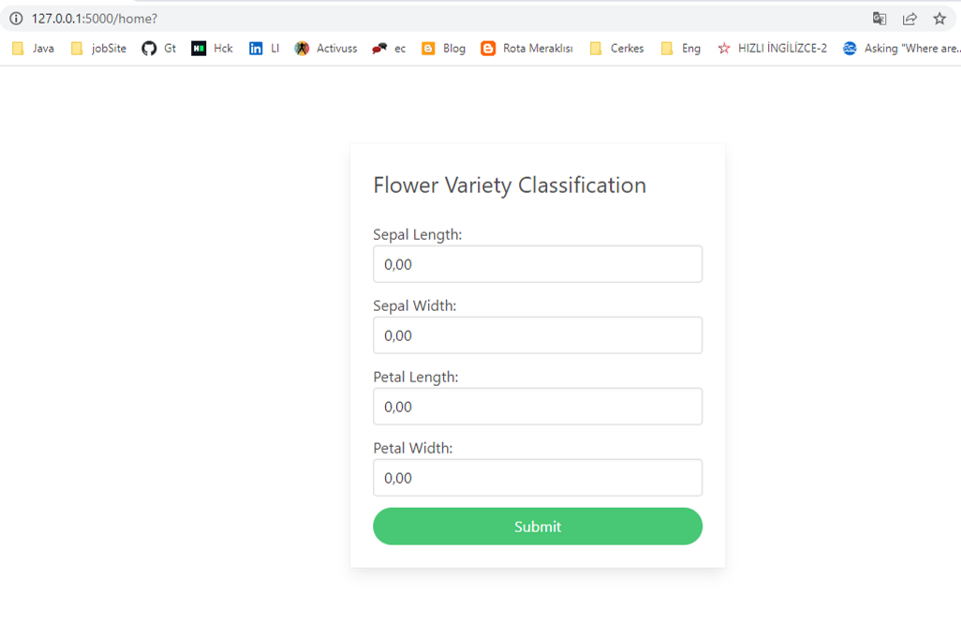 127.0.0.1:5000/home?
Java jobSite Gt Hck LI Activuss ec Blog Rota Meraklısı Cerkes Eng HIZLI İNGİLİZCE-2 Asking "Where are...
Flower Variety Classification
Sepal Length:
0,00
Sepal Width:
0,00
Petal Length:
0,00
Petal Width:
0,00
Submit